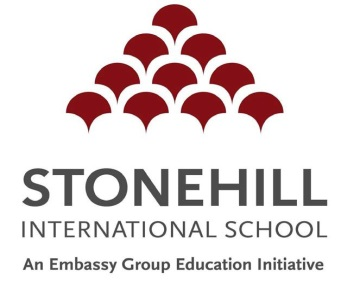 STONEHILL
INTERNATIONAL SCHOOL
An Embassy Group Education Initiative